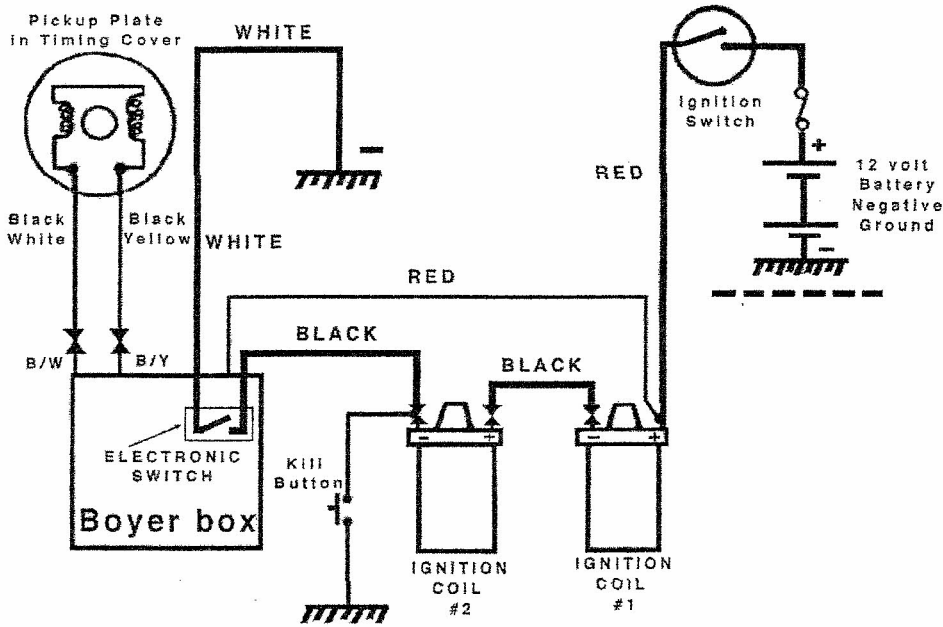 Pickup Plate
in Timing Cover
WHITE
Ignition
Switch
+
12 volt
Battery
Negative
Ground
−
−
RED
Black
White
Black
Yellow
WHITE
RED
B/W
B/Y
BLACK
BLACK
− +
− +
ELECTRONIC
SWITCH
Kill
Button
Boyer box
IGNITION
COIL
#2
IGNITION
COIL
#1